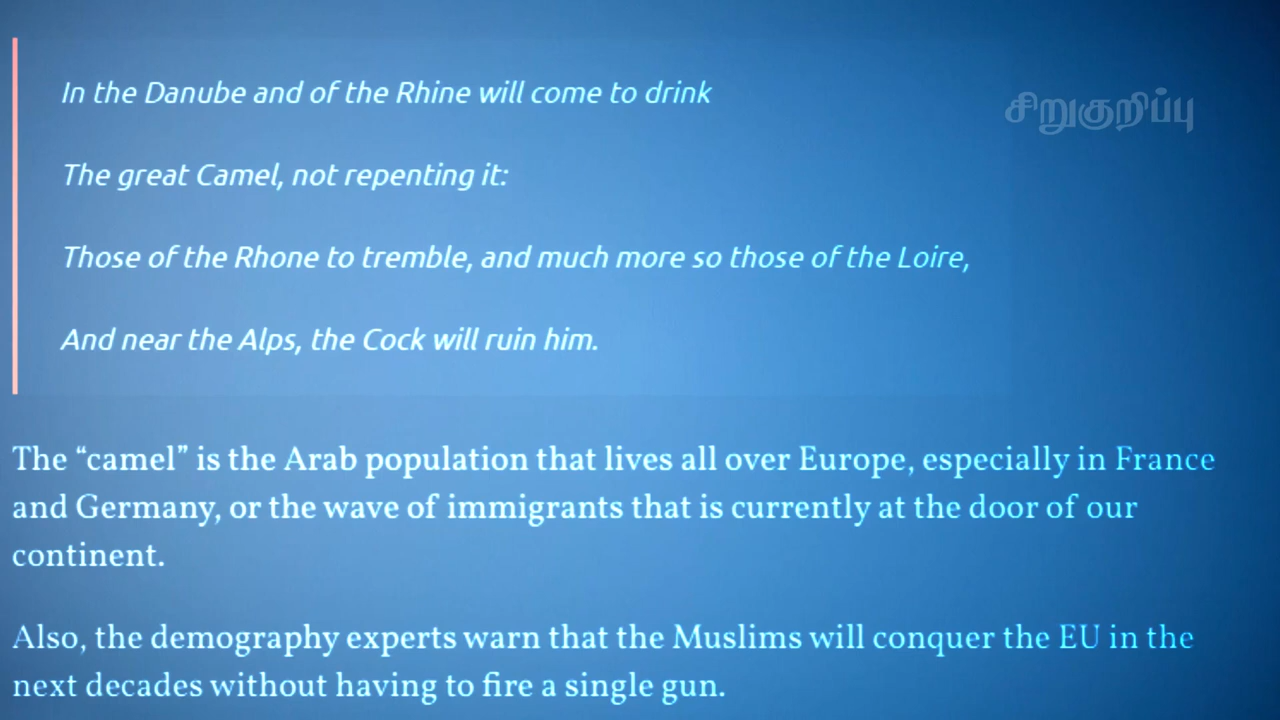 In the Danube and of the Rhine will come to drink
சிறுகுறிப்பு
The great Camel, not repenting it:
Those of the Rhone to tremble, and much more so those of the Loire,
And near the Alps, the Cock will ruin him.
The “camel” is the Arab population that lives all over Europe, especially in France
and Germany, or the wave of immigrants that is currently at the door of our
continent.
Also, the demography experts warn that the Muslims will conquer the EU in the
next decades without having to fire a single gun.